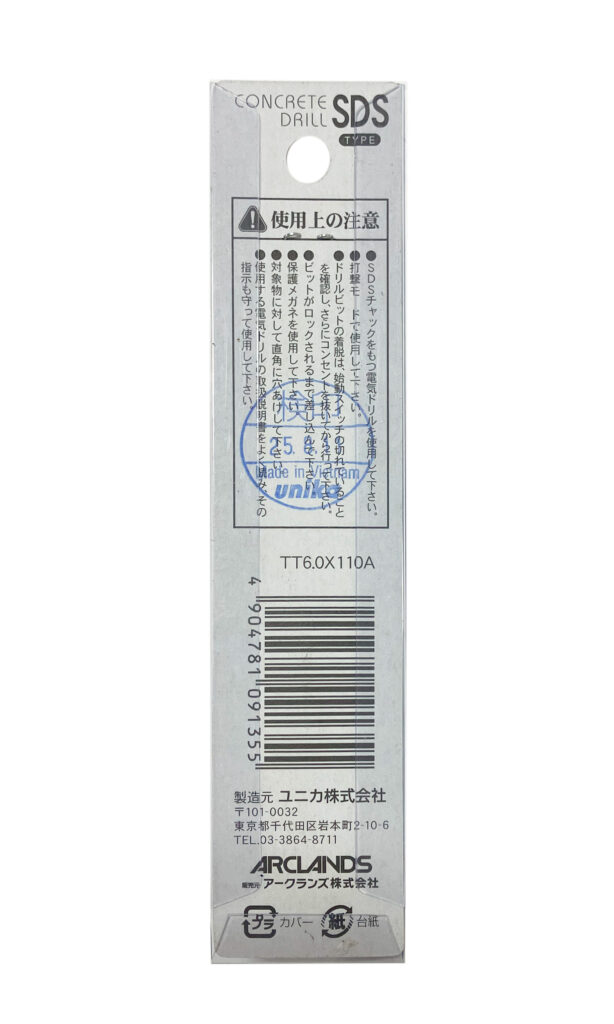 CONCRETE
DRILL
SDS
TYPE
使用上の注意
●SDSチャックをもつ電気ドリルを使用して下さい。
●打撃モードで使用して下さい。
●ドリルビットの着脱は、始動スイッチの切れていること
を確認し、さらにコンセントを抜いてから行って下さい。
●ビットがロックされるまで差し込んで下さい。
●保護メガネを使用して下さい。
●対象物に対して直角に穴あけして下さい。
●使用する電気ドリルの取扱説明書をよく読み、その
指示も守って使用して下さい。
Made in Vietnam
unika
TT6.0X110A
4 904781 091355
製造元 ユニカ株式会社
〒101-0032
東京都千代田区岩本町2-10-6
TEL.03-3864-8711
ARCLANDS
販売元 アークランズ株式会社
プラ カバー 紙 台紙